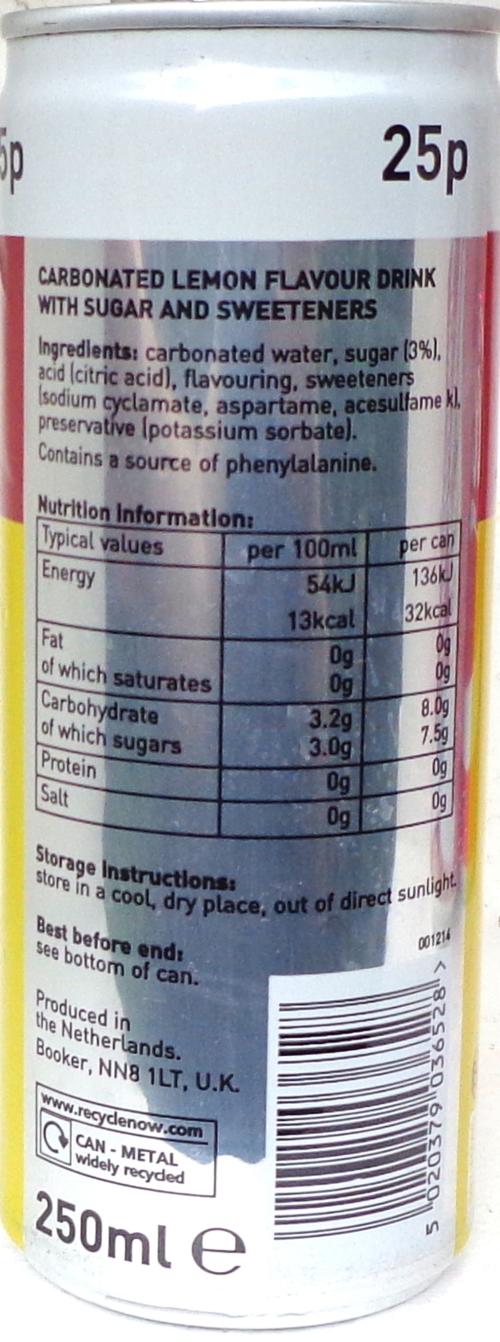 5p
25p
CARBONATED LEMON FLAVOUR DRINK
WITH SUGAR AND SWEETENERS
Ingredients: carbonated water, sugar (3%),
acid (citric acid), flavouring, sweeteners
(sodium cyclamate, aspartame, acesulfame k),
preservative (potassium sorbate).
Contains a source of phenylalanine.
Nutrition Information:
Typical values per 100ml per can
Energy 54kJ 136kJ
13kcal 32kcal
Fat 0g 0g
of which saturates 0g 0g
Carbohydrate 3.2g 8.0g
of which sugars 3.0g 7.5g
Protein 0g 0g
Salt 0g 0g
Storage Instructions:
store in a cool, dry place, out of direct sunlight.
Best before end:
see bottom of can.
001214
Produced in
the Netherlands.
Booker, NN8 1LT, U.K.
www.recyclenow.com
CAN - METAL
widely recycled
250ml e
5 020379 036528 >